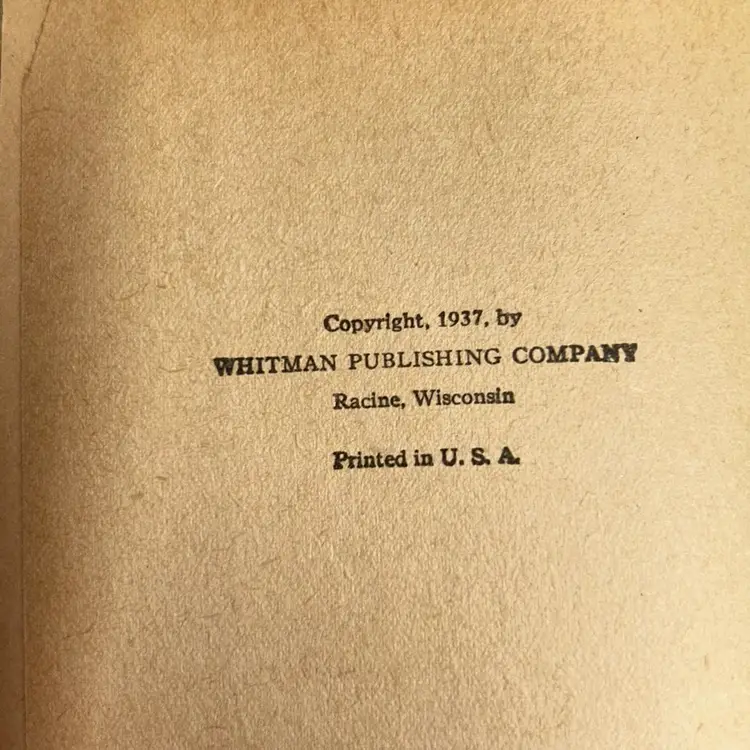 Copyright, 1937, by
WHITMAN PUBLISHING COMPANY
Racine, Wisconsin
Printed in U. S. A.